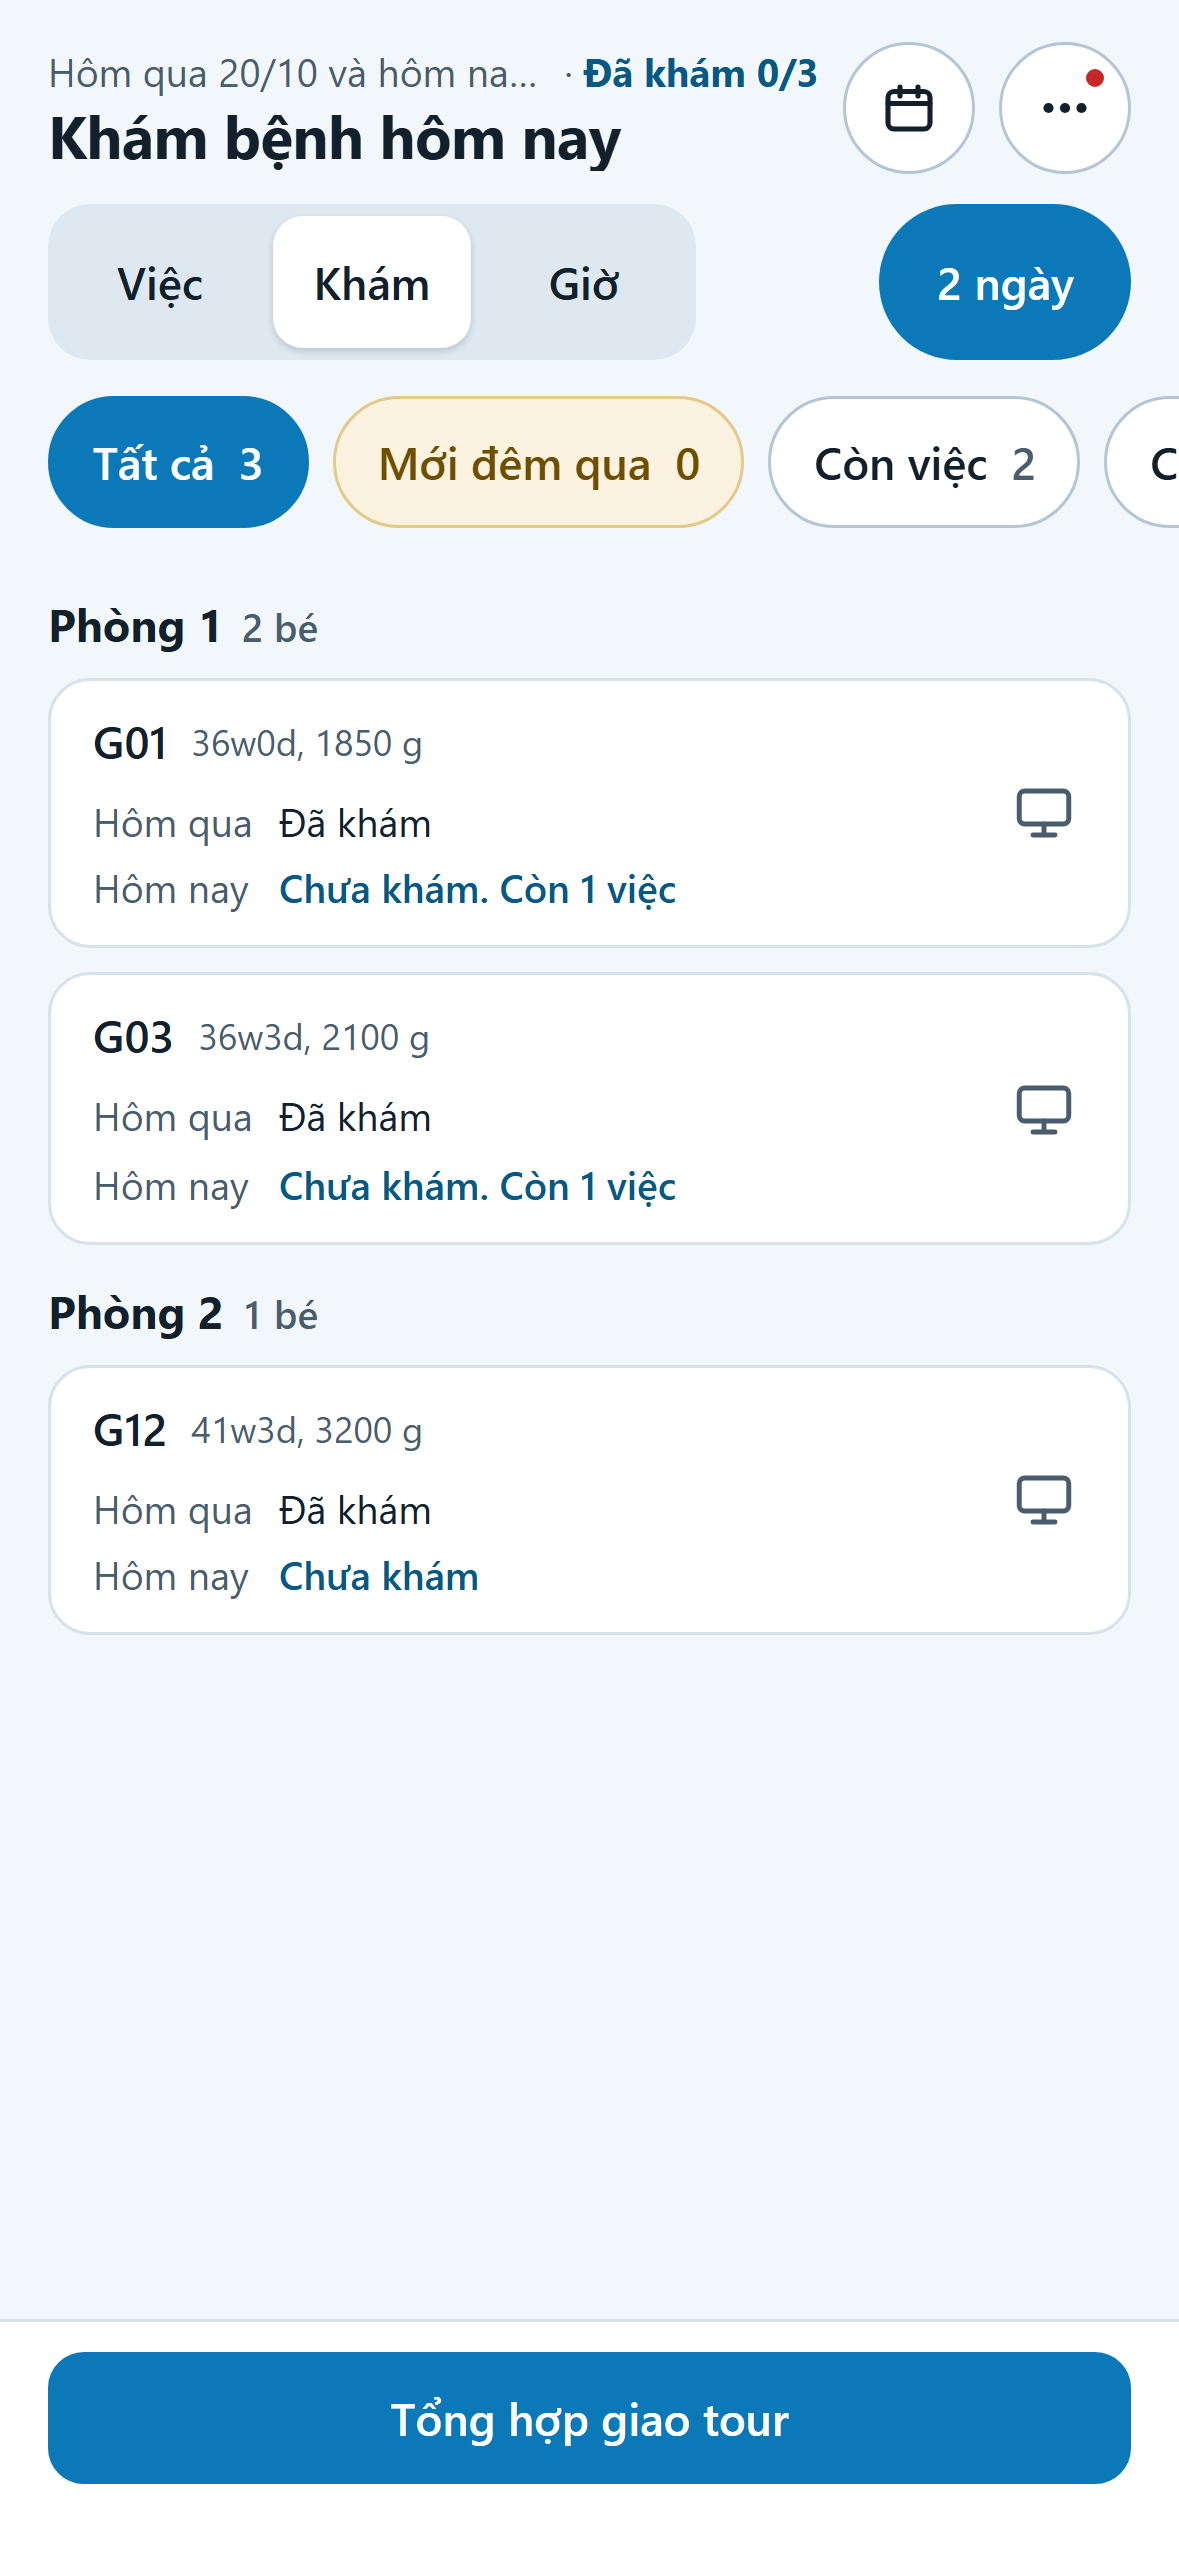 Hôm qua 20/10 và hôm na... · Đã khám 0/3
Khám bệnh hôm nay
Việc Khám Giờ 2 ngày
Tất cả 3 Mới đêm qua 0 Còn việc 2 C
Phòng 1 2 bé
G01 36w0d, 1850 g
Hôm qua Đã khám
Hôm nay Chưa khám. Còn 1 việc
G03 36w3d, 2100 g
Hôm qua Đã khám
Hôm nay Chưa khám. Còn 1 việc
Phòng 2 1 bé
G12 41w3d, 3200 g
Hôm qua Đã khám
Hôm nay Chưa khám
Tổng hợp giao tour